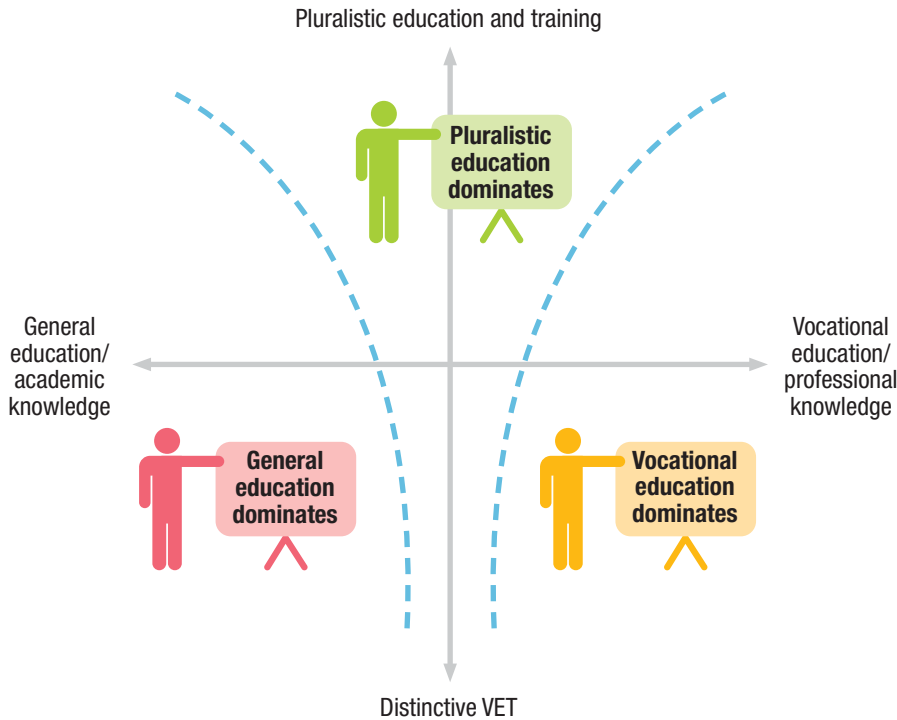 Pluralistic education and training
Pluralistic
education
dominates
General
education/
academic
knowledge
Vocational
education/
professional
knowledge
General
education
dominates
Vocational
education
dominates
Distinctive VET